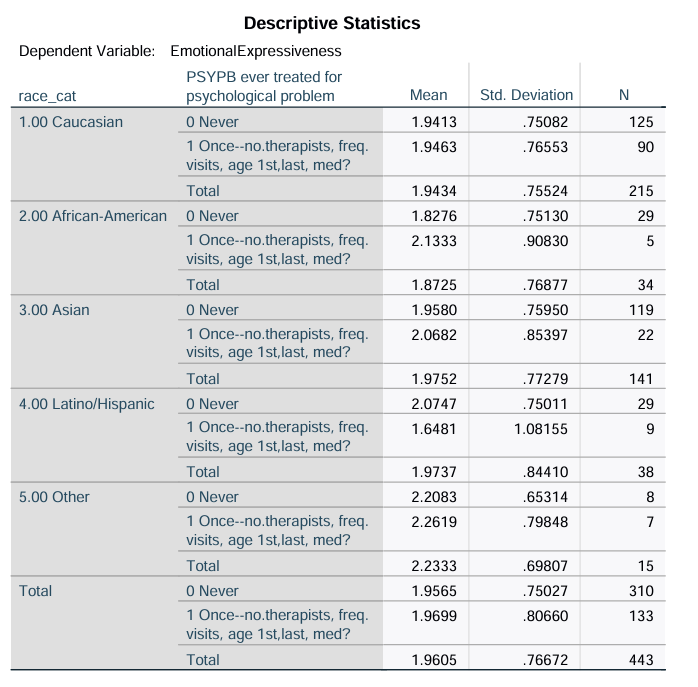 Descriptive Statistics
Dependent Variable: EmotionalExpressiveness
race_cat PSYPB ever treated for psychological problem Mean Std. Deviation N
1.00 Caucasian 0 Never 1.9413 .75082 125
1 Once--no.therapists, freq. 1.9463 .76553 90
visits, age 1st,last, med?
Total 1.9434 .75524 215
2.00 African-American 0 Never 1.8276 .75130 29
1 Once--no.therapists, freq. 2.1333 .90830 5
visits, age 1st,last, med?
Total 1.8725 .76877 34
3.00 Asian 0 Never 1.9580 .75950 119
1 Once--no.therapists, freq. 2.0682 .85397 22
visits, age 1st,last, med?
Total 1.9752 .77279 141
4.00 Latino/Hispanic 0 Never 2.0747 .75011 29
1 Once--no.therapists, freq. 1.6481 1.08155 9
visits, age 1st,last, med?
Total 1.9737 .84410 38
5.00 Other 0 Never 2.2083 .65314 8
1 Once--no.therapists, freq. 2.2619 .79848 7
visits, age 1st,last, med?
Total 2.2333 .69807 15
Total 0 Never 1.9565 .75027 310
1 Once--no.therapists, freq. 1.9699 .80660 133
visits, age 1st,last, med?
Total 1.9605 .76672 443